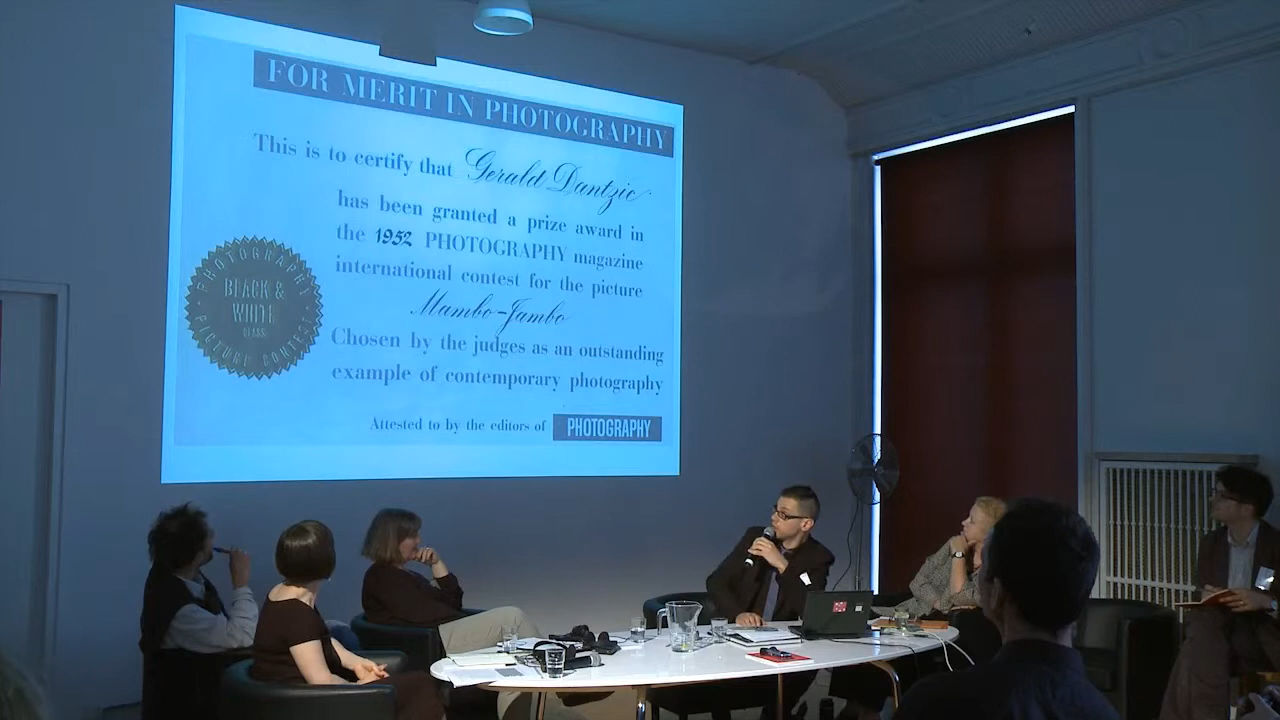 FOR MERIT IN PHOTOGRAPHY
This is to certify that Gerald Dantzic
has been granted a prize award in
the 1952 PHOTOGRAPHY magazine
international contest for the picture
Mambo-Jambo
Chosen by the judges as an outstanding
example of contemporary photography
Attested to by the editors of PHOTOGRAPHY
PHOTOGRAPHY
BLACK &
WHITE
CLASS
PICTURE CONTEST